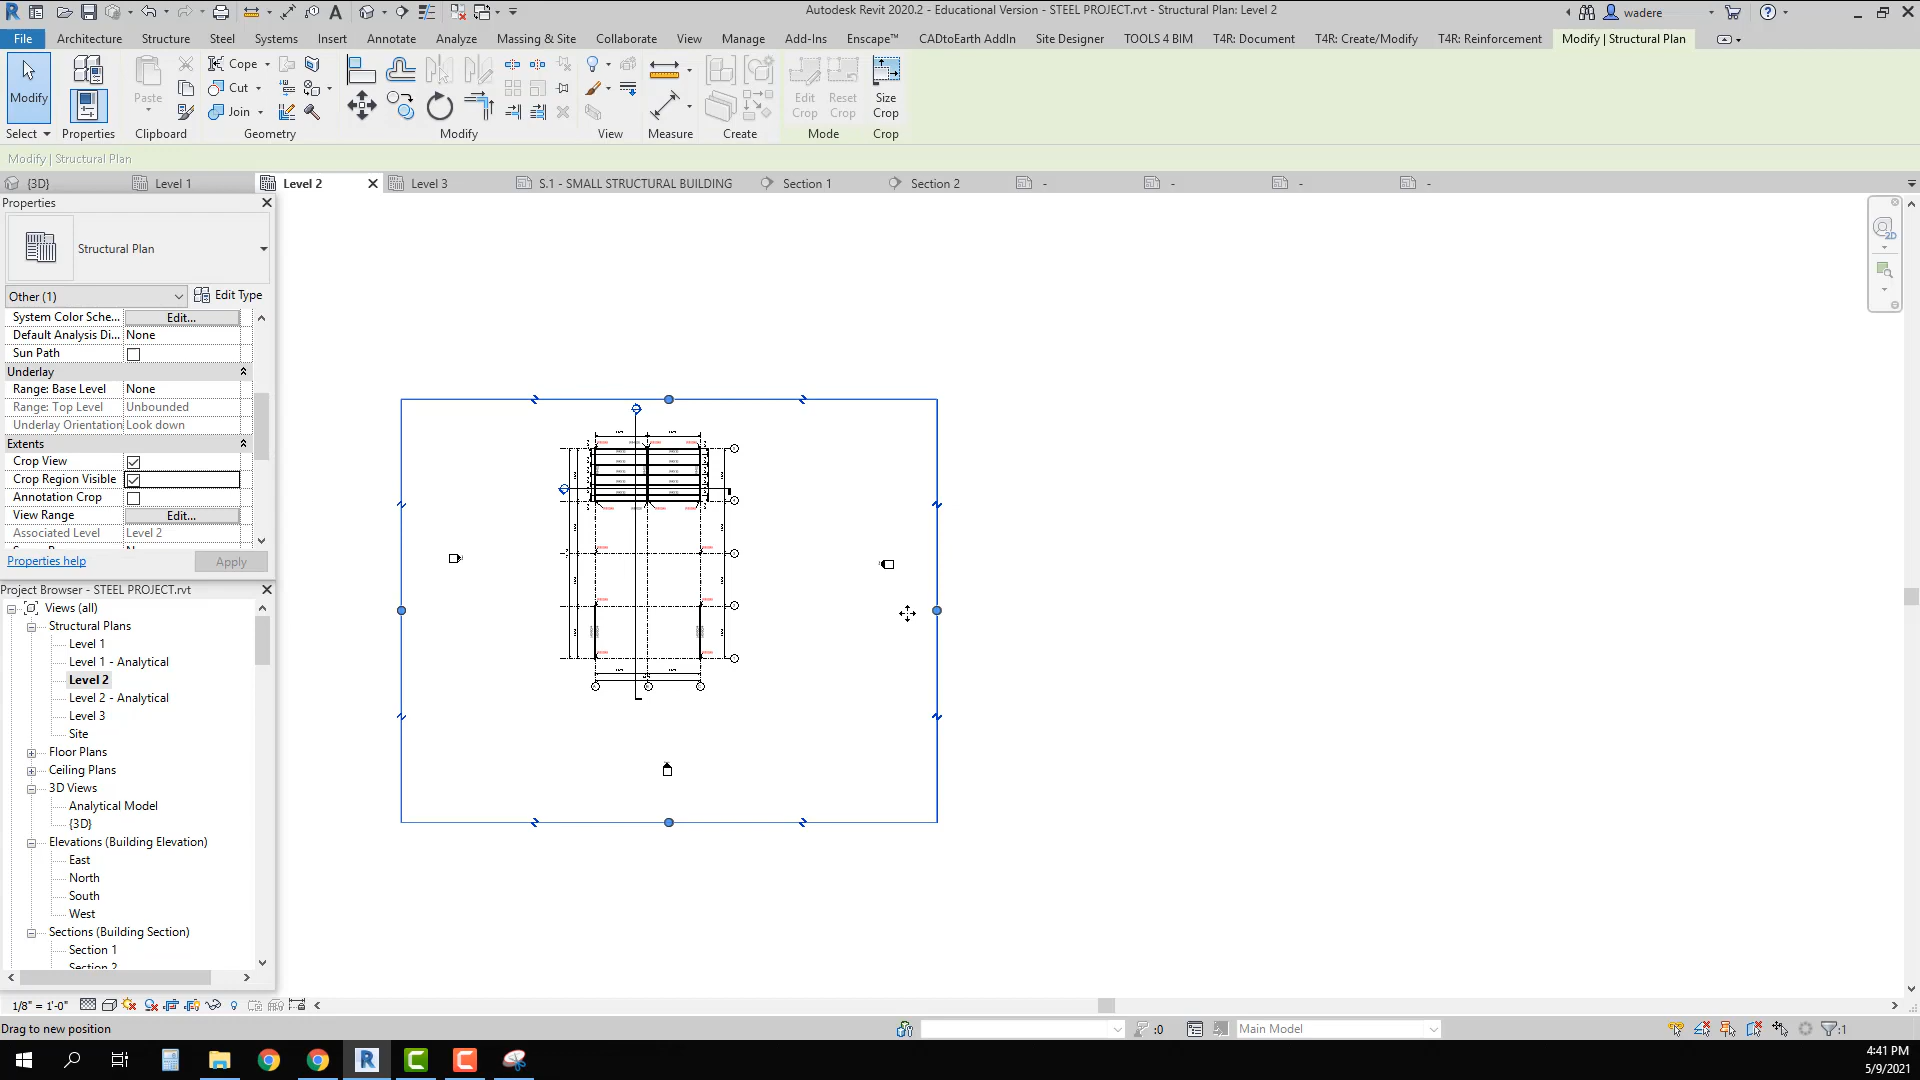 Autodesk Revit 2020.2 - Educational Version - STEEL PROJECT.rvt - Structural Plan: Level 2
wadere
File Architecture Structure Steel Systems Insert Annotate Analyze Massing & Site Collaborate View Manage Add-Ins Enscape™ CADtoEarth AddIn Site Designer TOOLS 4 BIM T4R: Document T4R: Create/Modify T4R: Reinforcement Modify | Structural Plan
Cope
Cut
Join
Modify
Paste
Edit Crop
Reset Crop
Size Crop
Select Properties Clipboard Geometry Modify View Measure Create Mode Crop
Modify | Structural Plan
{3D} Level 1 Level 2 Level 3 S.1 - SMALL STRUCTURAL BUILDING Section 1 Section 2 - - - -
Properties
Structural Plan
Other (1) Edit Type
System Color Sche... Edit...
Default Analysis Di... None
Sun Path
Underlay
Range: Base Level None
Range: Top Level Unbounded
Underlay Orientation Look down
Extents
Crop View
Crop Region Visible
Annotation Crop
View Range Edit...
Associated Level Level 2
Properties help Apply
Project Browser - STEEL PROJECT.rvt
Views (all)
Structural Plans
Level 1
Level 1 - Analytical
Level 2
Level 2 - Analytical
Level 3
Site
Floor Plans
Ceiling Plans
3D Views
Analytical Model
{3D}
Elevations (Building Elevation)
East
North
South
West
Sections (Building Section)
Section 1
Section 2
1/8" = 1'-0"
Drag to new position
:0
Main Model
:1
4:41 PM
5/9/2021